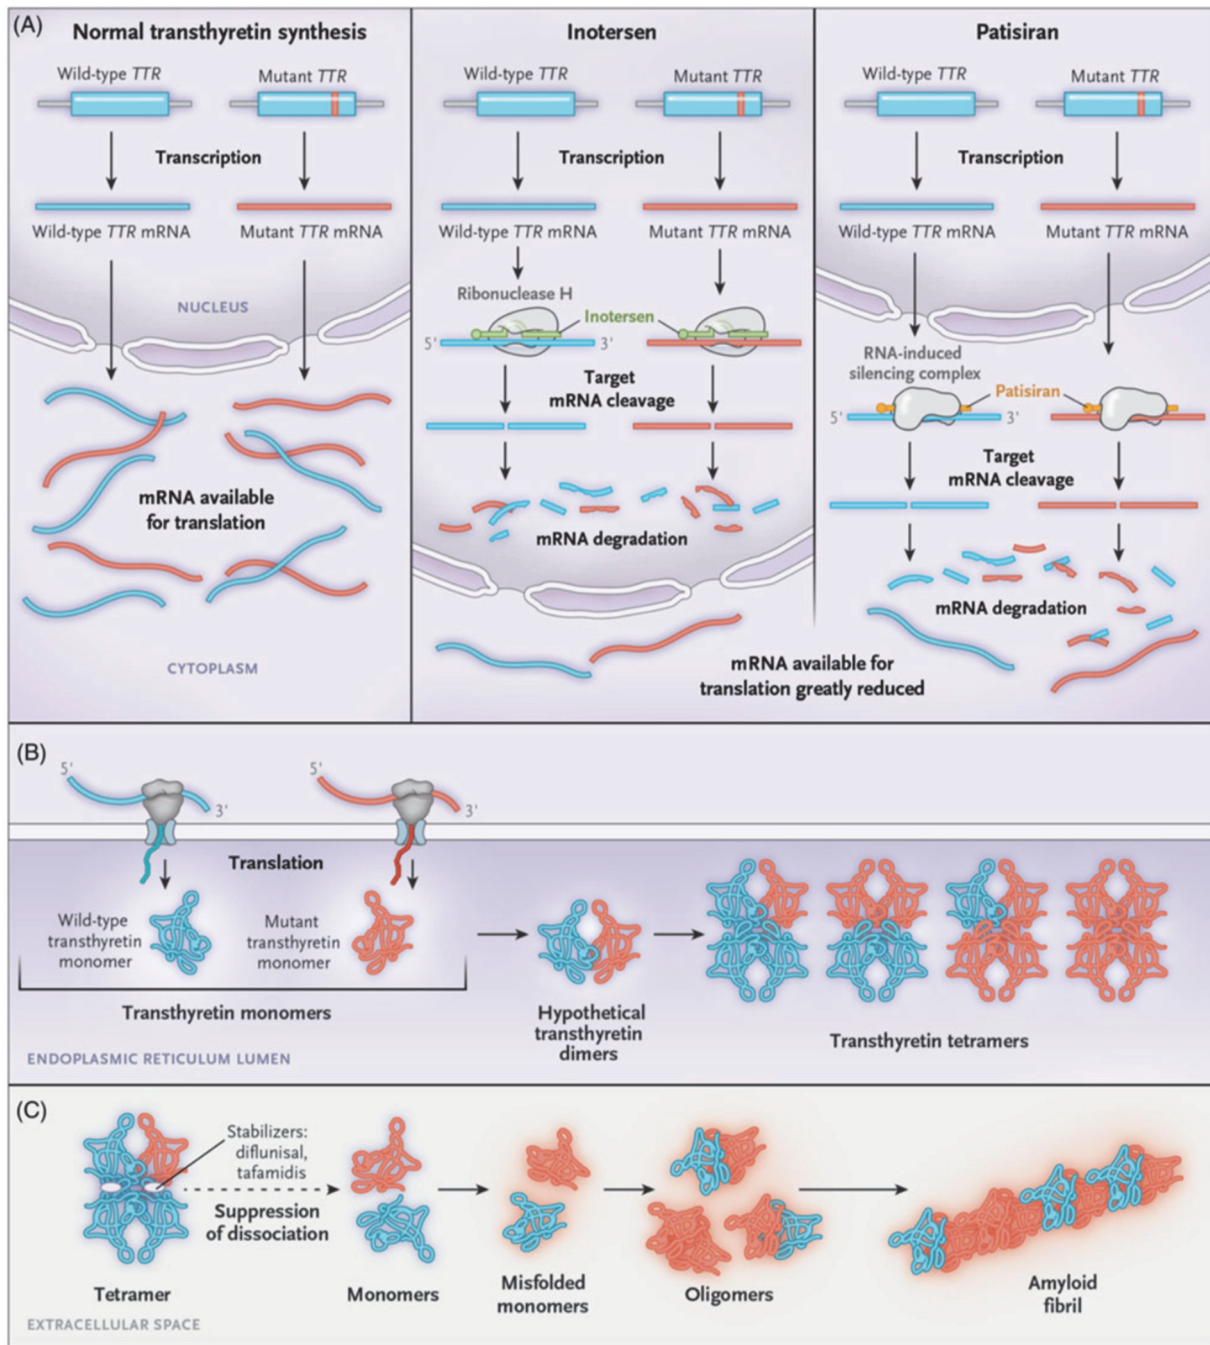 (A)
Normal transthyretin synthesis
Wild-type TTR
Mutant TTR
Transcription
Wild-type TTR mRNA
Mutant TTR mRNA
NUCLEUS
mRNA available
for translation
CYTOPLASM
Inotersen
Wild-type TTR
Mutant TTR
Transcription
Wild-type TTR mRNA
Mutant TTR mRNA
Ribonuclease H
Inotersen
5'
3'
Target
mRNA cleavage
mRNA degradation
Patisiran
Wild-type TTR
Mutant TTR
Transcription
Wild-type TTR mRNA
Mutant TTR mRNA
RNA-induced
silencing complex
Patisiran
5'
3'
Target
mRNA cleavage
mRNA degradation
mRNA available for
translation greatly reduced
(B)
5'
3'
5'
3'
Translation
Wild-type
transthyretin
monomer
Mutant
transthyretin
monomer
Transthyretin monomers
Hypothetical
transthyretin
dimers
Transthyretin tetramers
ENDOPLASMIC RETICULUM LUMEN
(C)
Stabilizers:
diflunisal,
tafamidis
Suppression
of dissociation
Tetramer
Monomers
Misfolded
monomers
Oligomers
Amyloid
fibril
EXTRACELLULAR SPACE